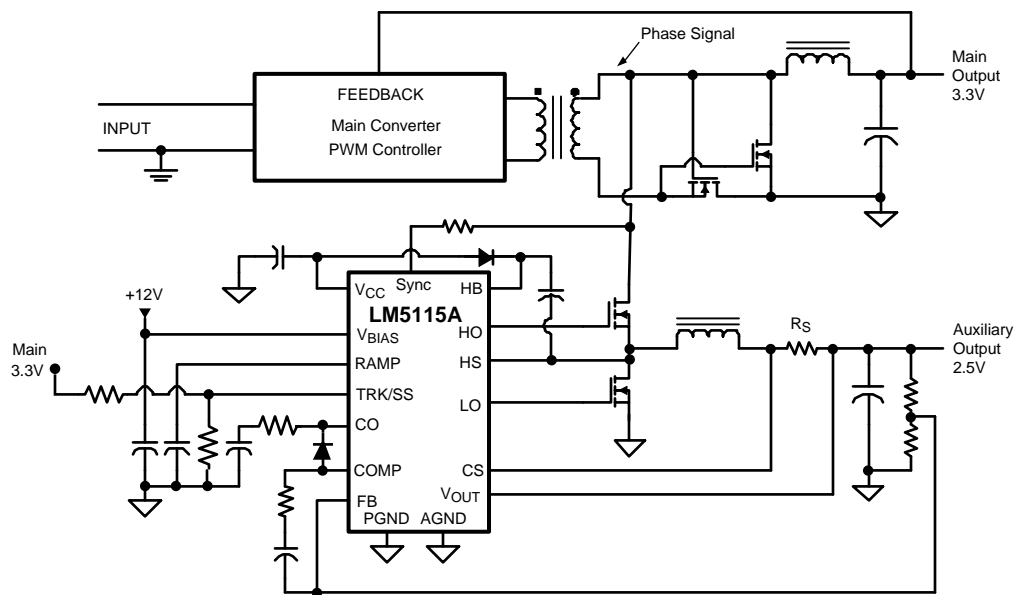 Phase Signal
Main
Output
3.3V
FEEDBACK
Main Converter
PWM Controller
INPUT
+12V
Main
3.3V
VCC
Sync
HB
LM5115A
VBIAS
HO
RAMP
HS
TRK/SS
LO
CO
COMP
CS
VOUT
FB
PGND
AGND
RS
Auxiliary
Output
2.5V